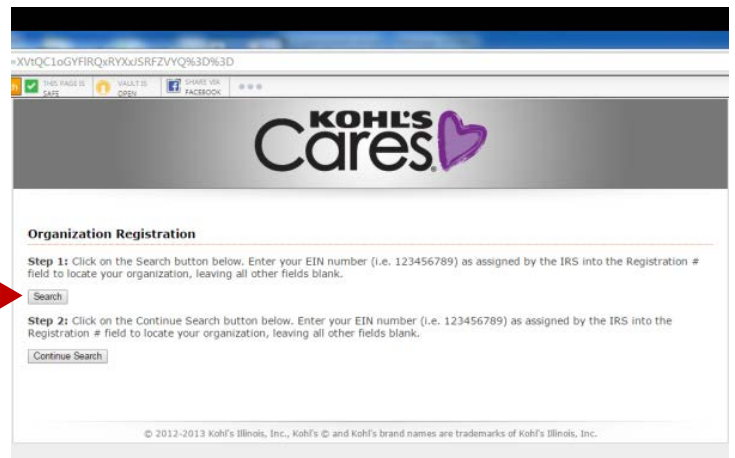 =XVtQC1oGYFlRQxRYXxJSRFZVYQ%3D%3D
THIS PAGE IS SAFE
VAULT IS OPEN
SHARE VIA FACEBOOK
KOHL'S
Cares®
Organization Registration
Step 1: Click on the Search button below. Enter your EIN number (i.e. 123456789) as assigned by the IRS into the Registration #
field to locate your organization, leaving all other fields blank.
Search
Step 2: Click on the Continue Search button below. Enter your EIN number (i.e. 123456789) as assigned by the IRS into the
Registration # field to locate your organization, leaving all other fields blank.
Continue Search
© 2012-2013 Kohl's Illinois, Inc., Kohl's © and Kohl's brand names are trademarks of Kohl's Illinois, Inc.